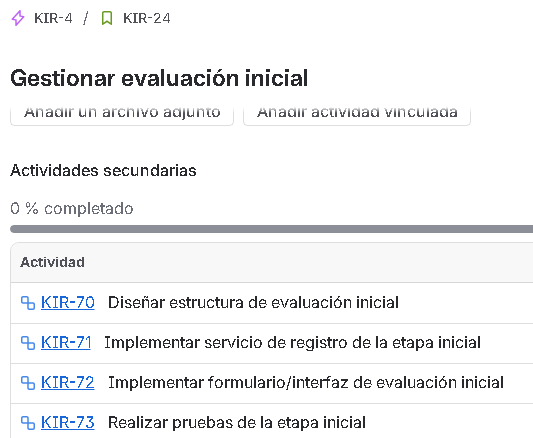 KIR-4 / KIR-24
Gestionar evaluación inicial
Añadir un archivo adjunto Añadir actividad vinculada
Actividades secundarias
0 % completado
Actividad
KIR-70 Diseñar estructura de evaluación inicial
KIR-71 Implementar servicio de registro de la etapa inicial
KIR-72 Implementar formulario/interfaz de evaluación inicial
KIR-73 Realizar pruebas de la etapa inicial